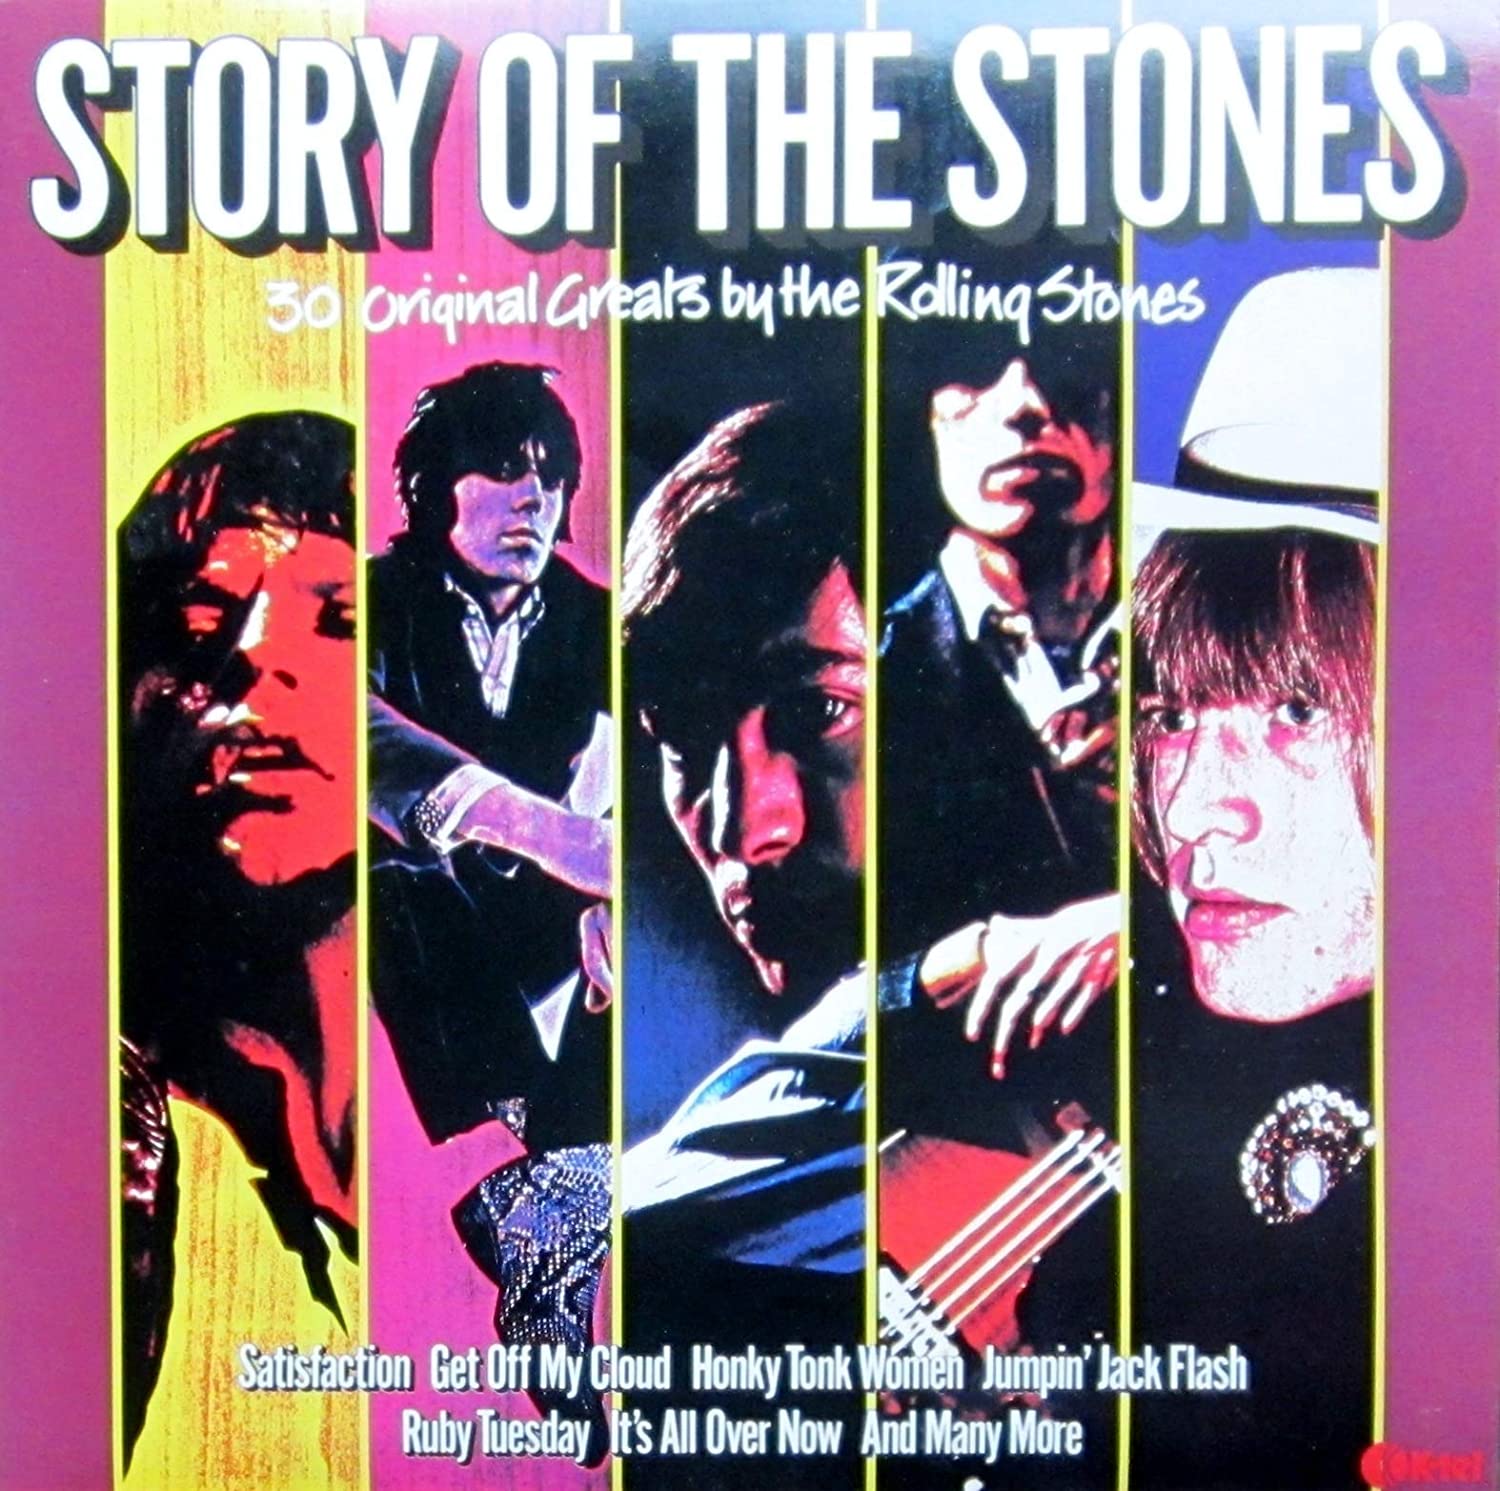 STORY OF THE STONES
30 Original Greats by the Rolling Stones
Satisfaction Get Off My Cloud Honky Tonk Women Jumpin' Jack Flash
Ruby Tuesday It's All Over Now And Many More